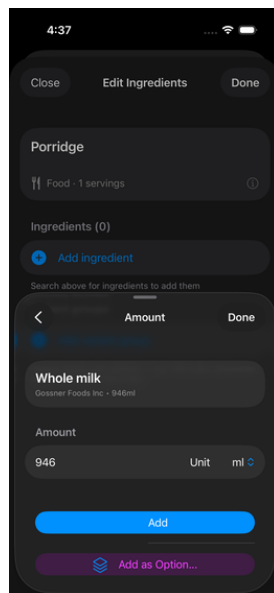 4:37
Close Edit Ingredients Done
Porridge
Food · 1 servings
Ingredients (0)
Add ingredient
Search above for ingredients to add them
Amount Done
Whole milk
Gossner Foods Inc • 946ml
Amount
946 Unit ml
Add
Add as Option...